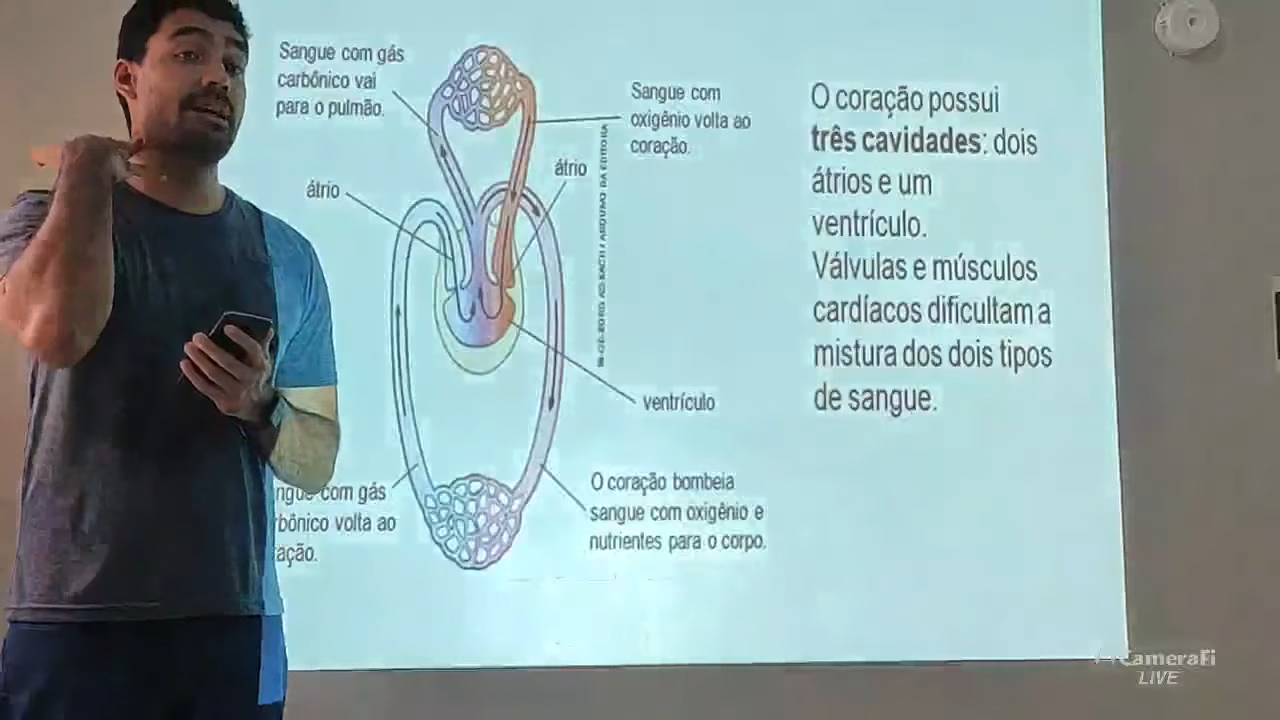 Sangue com gás
carbônico vai
para o pulmão.
Sangue com
oxigênio volta ao
coração.
átrio
átrio
ventrículo
ngue com gás
rbônico volta ao
ação.
O coração bombeia
sangue com oxigênio e
nutrientes para o corpo.
O coração possui
três cavidades: dois
átrios e um
ventrículo.
Válvulas e músculos
cardíacos dificultam a
mistura dos dois tipos
de sangue.
CameraFi
LIVE